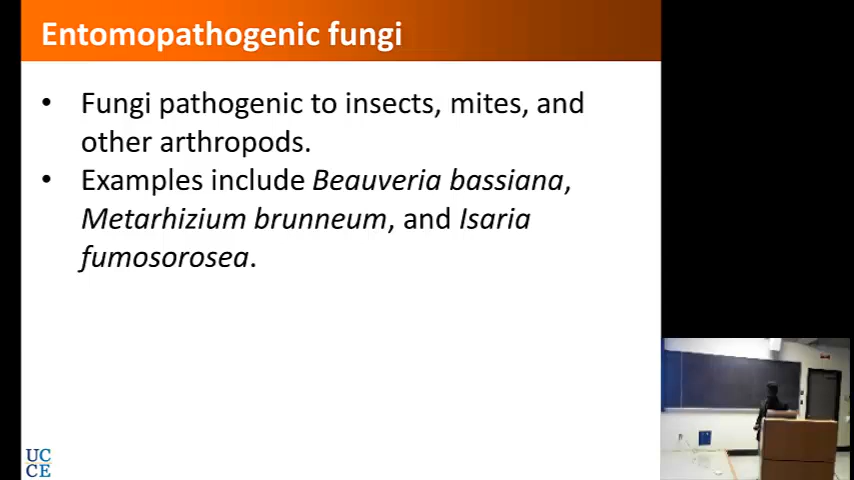 Entomopathogenic fungi
• Fungi pathogenic to insects, mites, and
other arthropods.
• Examples include Beauveria bassiana,
Metarhizium brunneum, and Isaria
fumosorosea.
UC
CE